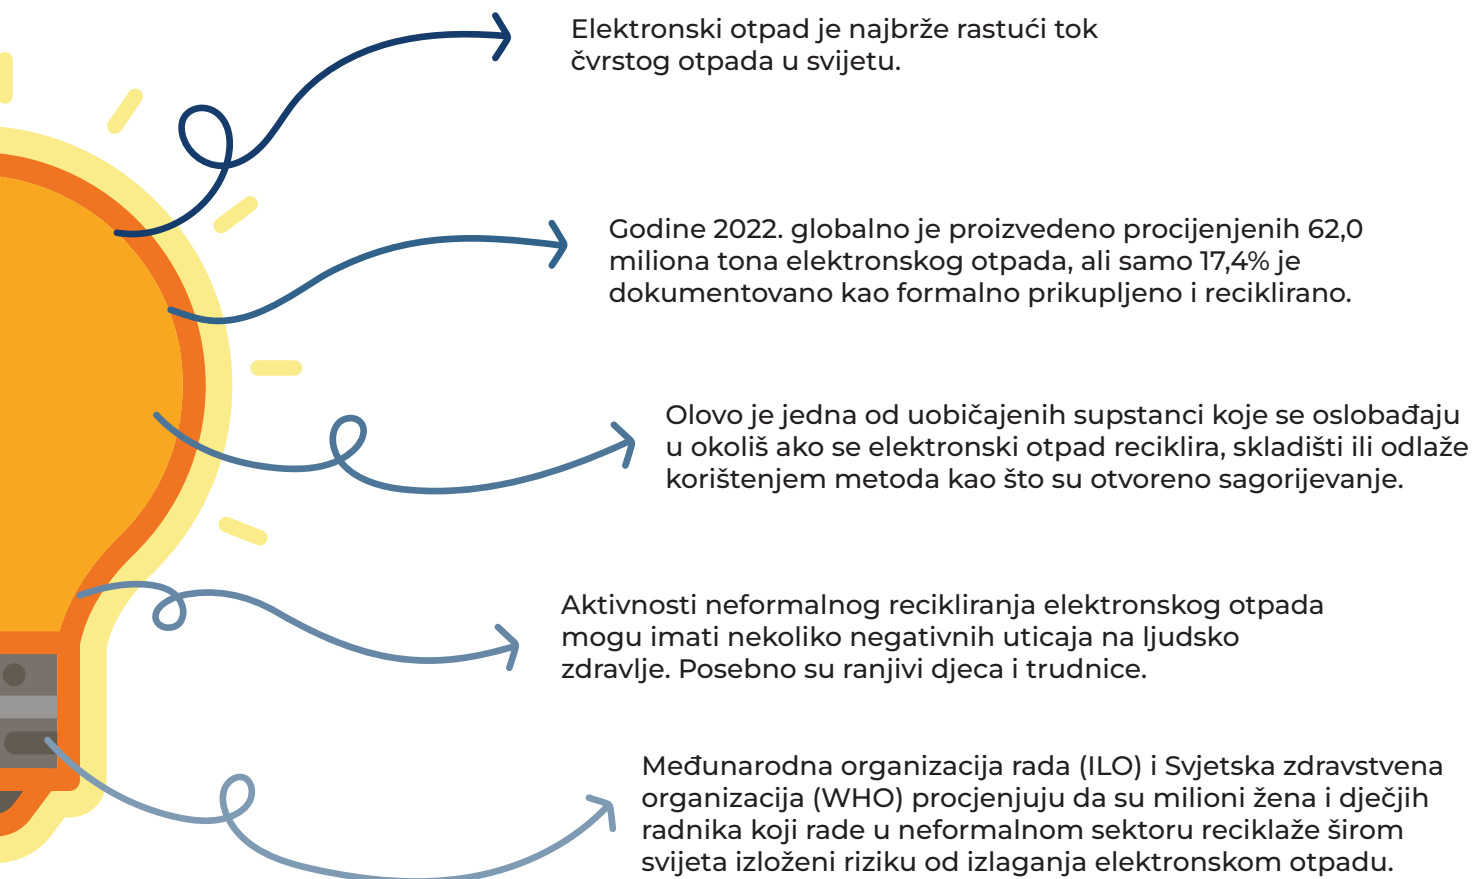 Elektronski otpad je najbrže rastući tok
čvrstog otpada u svijetu.
Godine 2022. globalno je proizvedeno procijenjenih 62,0
miliona tona elektronskog otpada, ali samo 17,4% je
dokumentovano kao formalno prikupljeno i reciklirano.
Olovo je jedna od uobičajenih supstanci koje se oslobađaju
u okoliš ako se elektronski otpad reciklira, skladišti ili odlaže
korištenjem metoda kao što su otvoreno sagorijevanje.
Aktivnosti neformalnog recikliranja elektronskog otpada
mogu imati nekoliko negativnih uticaja na ljudsko
zdravlje. Posebno su ranjivi djeca i trudnice.
Međunarodna organizacija rada (ILO) i Svjetska zdravstvena
organizacija (WHO) procjenjuju da su milioni žena i dječjih
radnika koji rade u neformalnom sektoru reciklaže širom
svijeta izloženi riziku od izlaganja elektronskom otpadu.